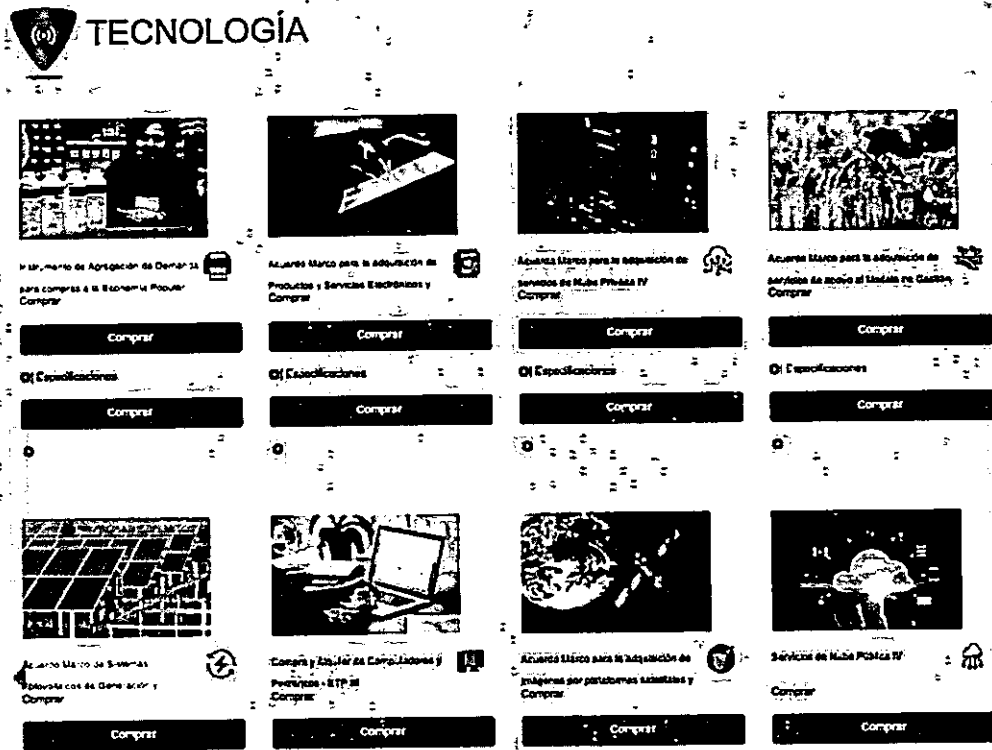 TECNOLOGÍA
Instrumento de Agregación de Demanda
para compras a la Economía Popular
Comprar
Comprar
Especificaciones
Comprar
Acuerdo Marco para la adquisición de
Productos y Servicios Electrónicos y
Comprar
Comprar
Especificaciones
Comprar
Acuerdo Marco para la adquisición de
servicios de Nube Privada IV
Comprar
Comprar
Especificaciones
Comprar
Acuerdo Marco para la adquisición de
servicios de apoyo al Modelo de Gestión
Comprar
Comprar
Especificaciones
Comprar
Acuerdo Marco de Sistemas
Fotovoltaicos de Generación y
Comprar
Comprar
Compra y Alquiler de Computadores y
Periféricos - ETP III
Comprar
Comprar
Acuerdo Marco para la adquisición de
imágenes por plataformas satelitales y
Comprar
Comprar
Servicios de Nube Pública IV
Comprar
Comprar